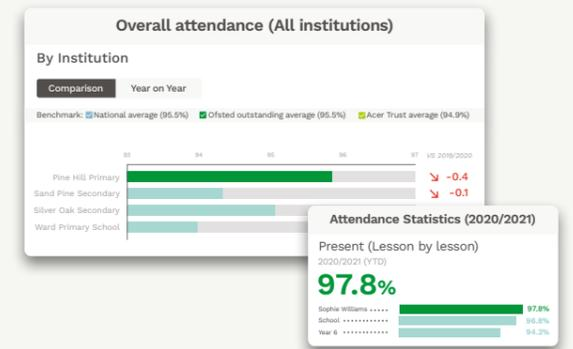 Overall attendance (All institutions)
By Institution
Comparison Year on Year
Benchmark: National average (95.5%) Ofsted outstanding average (95.5%) Acer Trust average (94.9%)
93 94 95 96 97 VS 2019/2020
Pine Hill Primary -0.4
Sand Pine Secondary -0.1
Silver Oak Secondary
Ward Primary School
Attendance Statistics (2020/2021)
Present (Lesson by lesson)
2020/2021 (YTD)
97.8%
Sophie Williams ••••• 97.8%
School •••••••••••• 96.8%
Year 6 •••••••••••• 94.2%